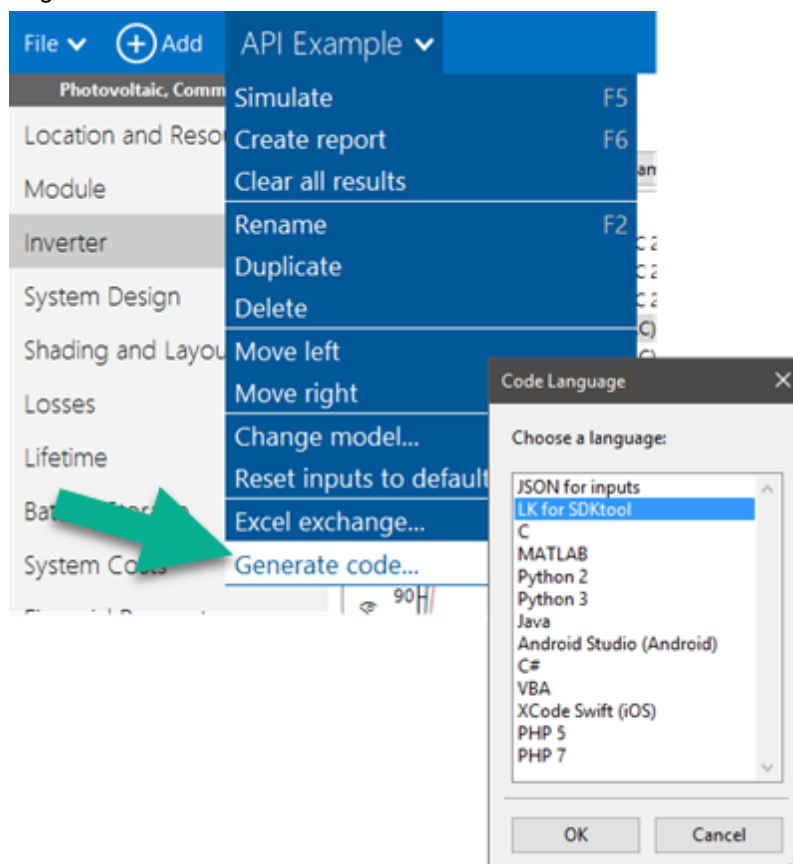 File
Add
API Example
Photovoltaic, Comm
Location and Reso
Module
Inverter
System Design
Shading and Layou
Losses
Lifetime
System Costs
Simulate F5
Create report F6
Clear all results
Rename F2
Duplicate
Delete
Move left
Move right
Change model...
Reset inputs to default
Excel exchange...
Generate code...
90
Code Language
Choose a language:
JSON for inputs
LK for SDKtool
C
MATLAB
Python 2
Python 3
Java
Android Studio (Android)
C#
VBA
XCode Swift (iOS)
PHP 5
PHP 7
OK Cancel